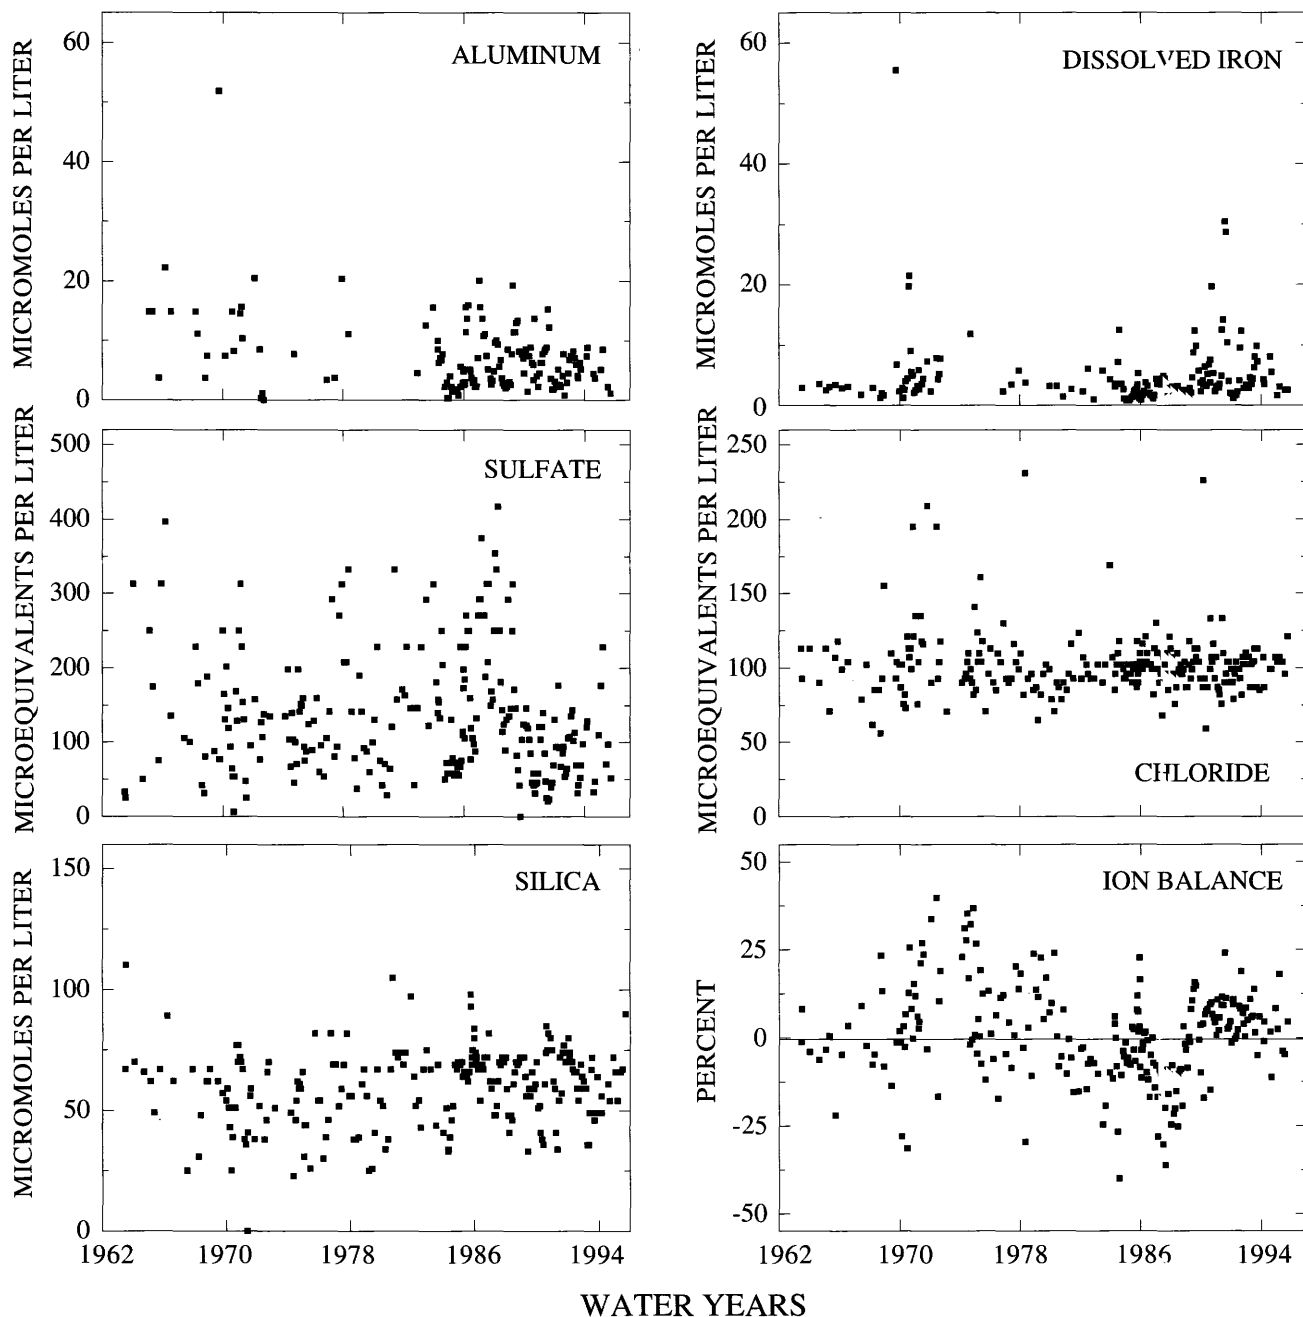 MICROMOLES PER LITER
60
40
20
0
ALUMINUM
MICROMOLES PER LITER
60
40
20
0
DISSOLVED IRON
MICROEQUIVALENTS PER LITER
500
400
300
200
100
0
SULFATE
MICROEQUIVALENTS PER LITER
250
200
150
100
50
0
CHLORIDE
MICROMOLES PER LITER
150
100
50
0
SILICA
1962 1970 1978 1986 1994
PERCENT
50
25
0
-25
-50
ION BALANCE
1962 1970 1978 1986 1994
WATER YEARS